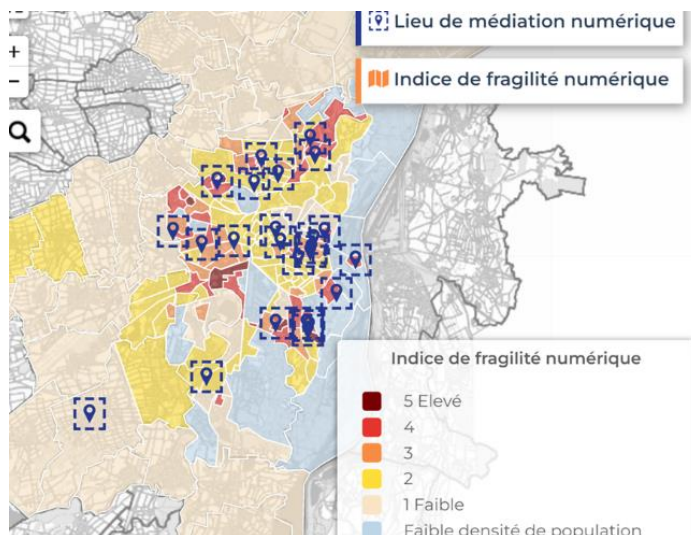 +
Lieu de médiation numérique
−
Indice de fragilité numérique
Indice de fragilité numérique
5 Elevé
4
3
2
1 Faible
Faible densité de population